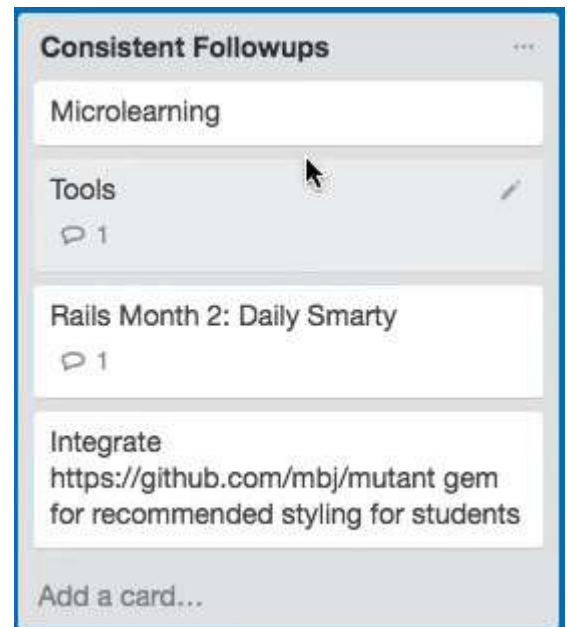 Consistent Followups
Microlearning
Tools
1
Rails Month 2: Daily Smarty
1
Integrate
https://github.com/mbj/mutant gem
for recommended styling for students
Add a card...